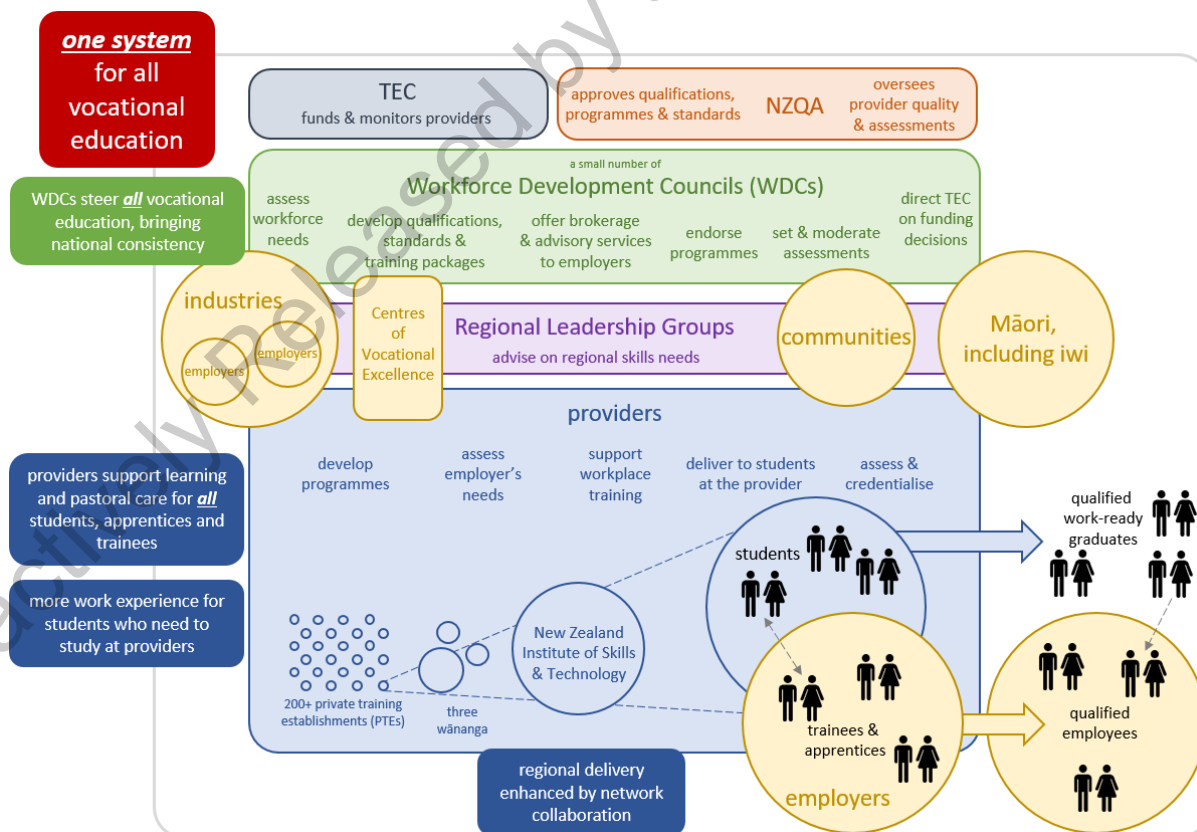 one system
for all
vocational
education
TEC
funds & monitors providers
approves qualifications,
programmes & standards
NZQA
oversees
provider quality
& assessments
WDCs steer all vocational
education, bringing
national consistency
a small number of
Workforce Development Councils (WDCs)
assess
workforce
needs
develop qualifications,
standards &
training packages
offer brokerage
& advisory services
to employers
endorse
programmes
set & moderate
assessments
direct TEC
on funding
decisions
industries
employers
employers
Centres
of
Vocational
Excellence
Regional Leadership Groups
advise on regional skills needs
communities
Māori,
including iwi
providers
develop
programmes
assess
employer's
needs
support
workplace
training
deliver to students
at the provider
assess &
credentialise
providers support learning
and pastoral care for all
students, apprentices and
trainees
more work experience for
students who need to
study at providers
students
qualified
work-ready
graduates
New Zealand
Institute of Skills
& Technology
200+ private training
establishments (PTEs)
three
wānanga
trainees &
apprentices
employers
qualified
employees
regional delivery
enhanced by network
collaboration
actively Released by